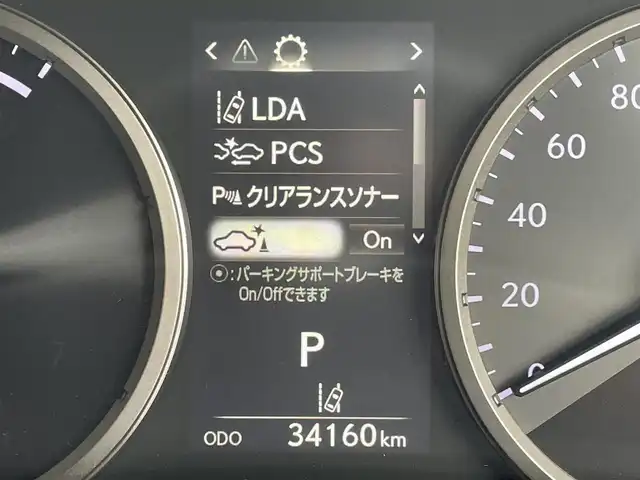 LDA
PCS
Pクリアランスソナー
On
⦿:パーキングサポートブレーキを
On/Offできます
P
ODO 34160km
80
60
40
20
0